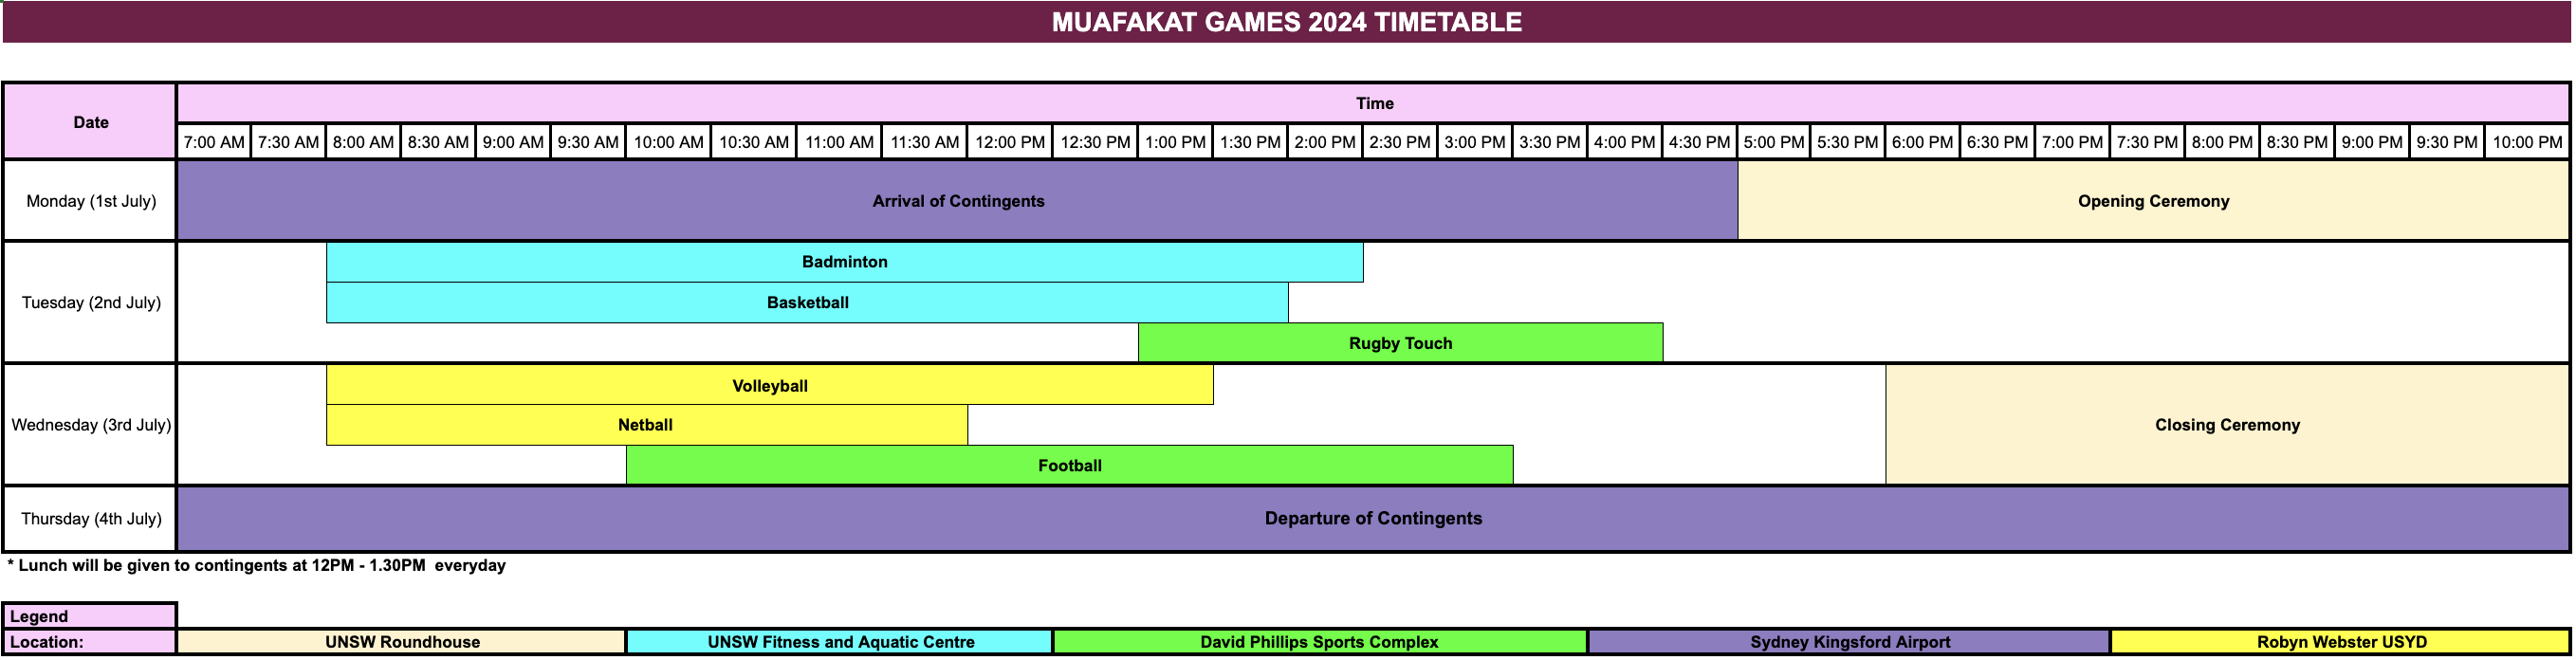 MUAFAKAT GAMES 2024 TIMETABLE
Date
Time
7:00 AM 7:30 AM 8:00 AM 8:30 AM 9:00 AM 9:30 AM 10:00 AM 10:30 AM 11:00 AM 11:30 AM 12:00 PM 12:30 PM 1:00 PM 1:30 PM 2:00 PM 2:30 PM 3:00 PM 3:30 PM 4:00 PM 4:30 PM 5:00 PM 5:30 PM 6:00 PM 6:30 PM 7:00 PM 7:30 PM 8:00 PM 8:30 PM 9:00 PM 9:30 PM 10:00 PM
Monday (1st July) Arrival of Contingents Opening Ceremony
Badminton
Tuesday (2nd July) Basketball
Rugby Touch
Volleyball
Wednesday (3rd July) Netball Closing Ceremony
Football
Thursday (4th July) Departure of Contingents
* Lunch will be given to contingents at 12PM - 1.30PM everyday
Legend
Location: UNSW Roundhouse UNSW Fitness and Aquatic Centre David Phillips Sports Complex Sydney Kingsford Airport Robyn Webster USYD